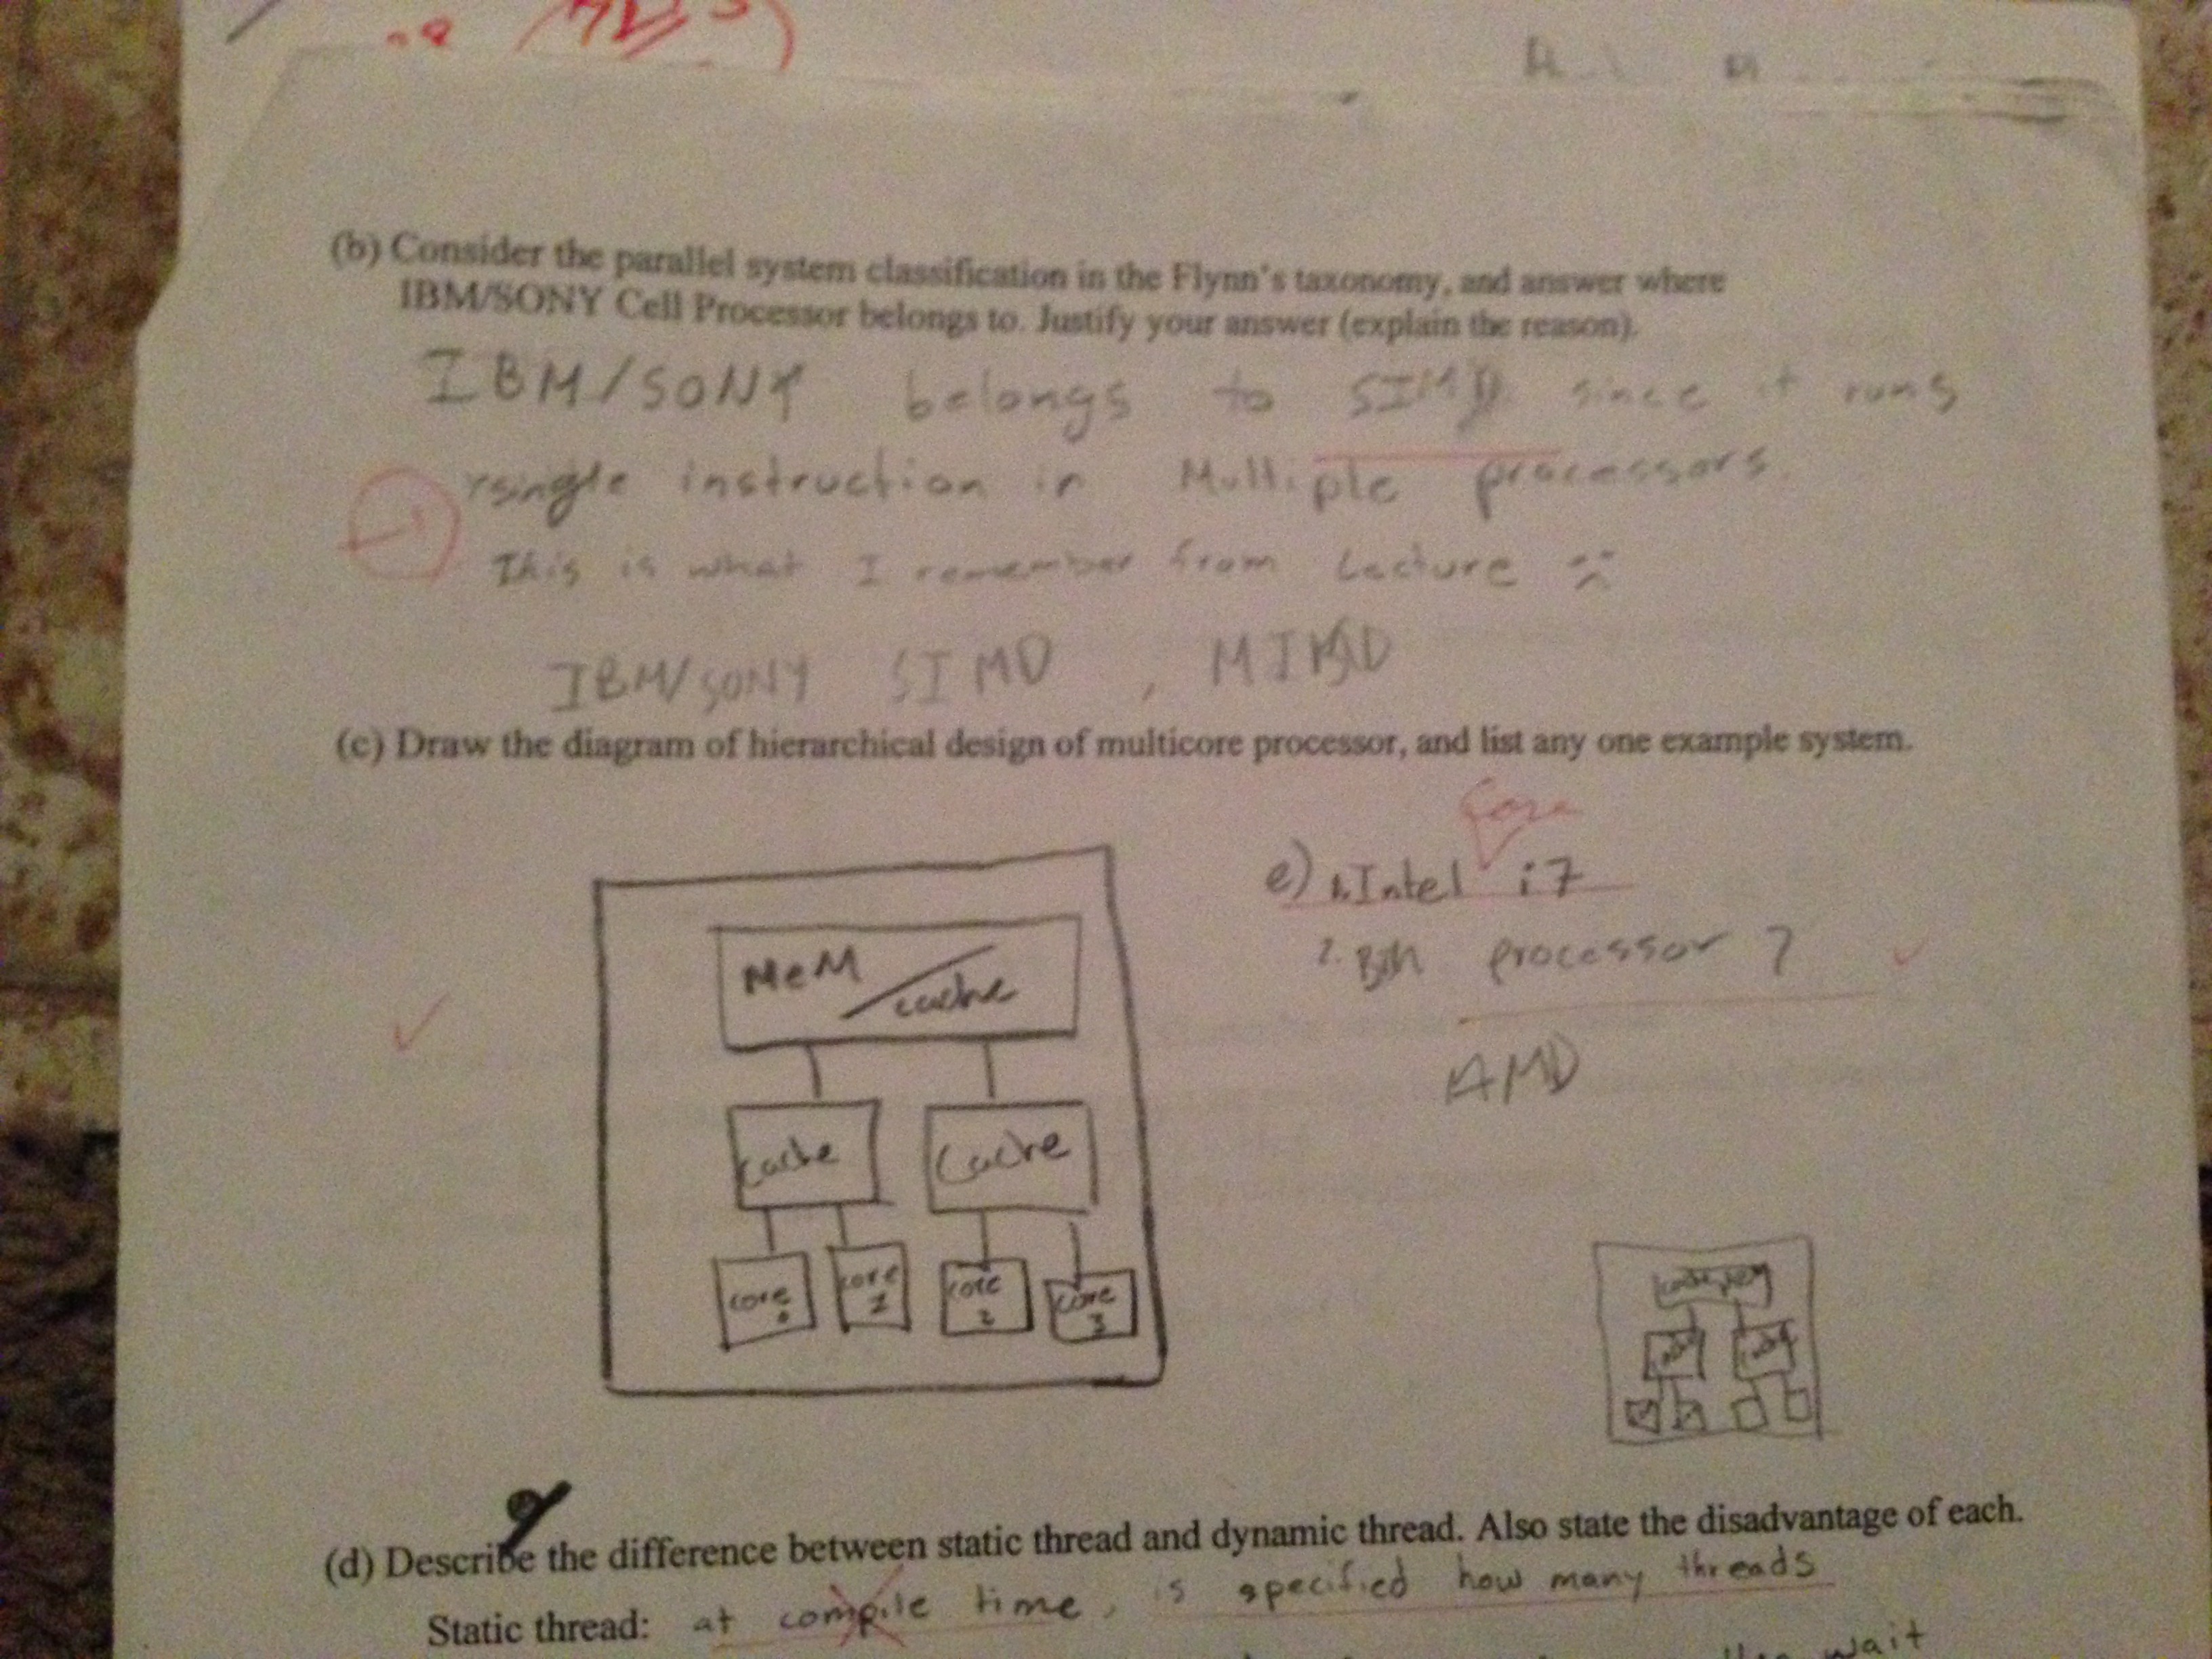 (b) Consider the parallel system classification in the Flynn's taxonomy, and answer where
IBM/SONY Cell Processor belongs to. Justify your answer (explain the reason).
IBM/SONY belongs to SIMD since it runs
single instruction in Multiple processors.
-1
This is what I remember from Lecture
IBM/SONY SIMD , MIMD
(c) Draw the diagram of hierarchical design of multicore processor, and list any one example system.
e) 1. Intel i7
2. IBM processor ?
AMD
MeM / cache
cache
cache
core
core 1
core 2
core 3
(d) Describe the difference between static thread and dynamic thread. Also state the disadvantage of each.
Static thread: at compile time, is specified how many threads
wait